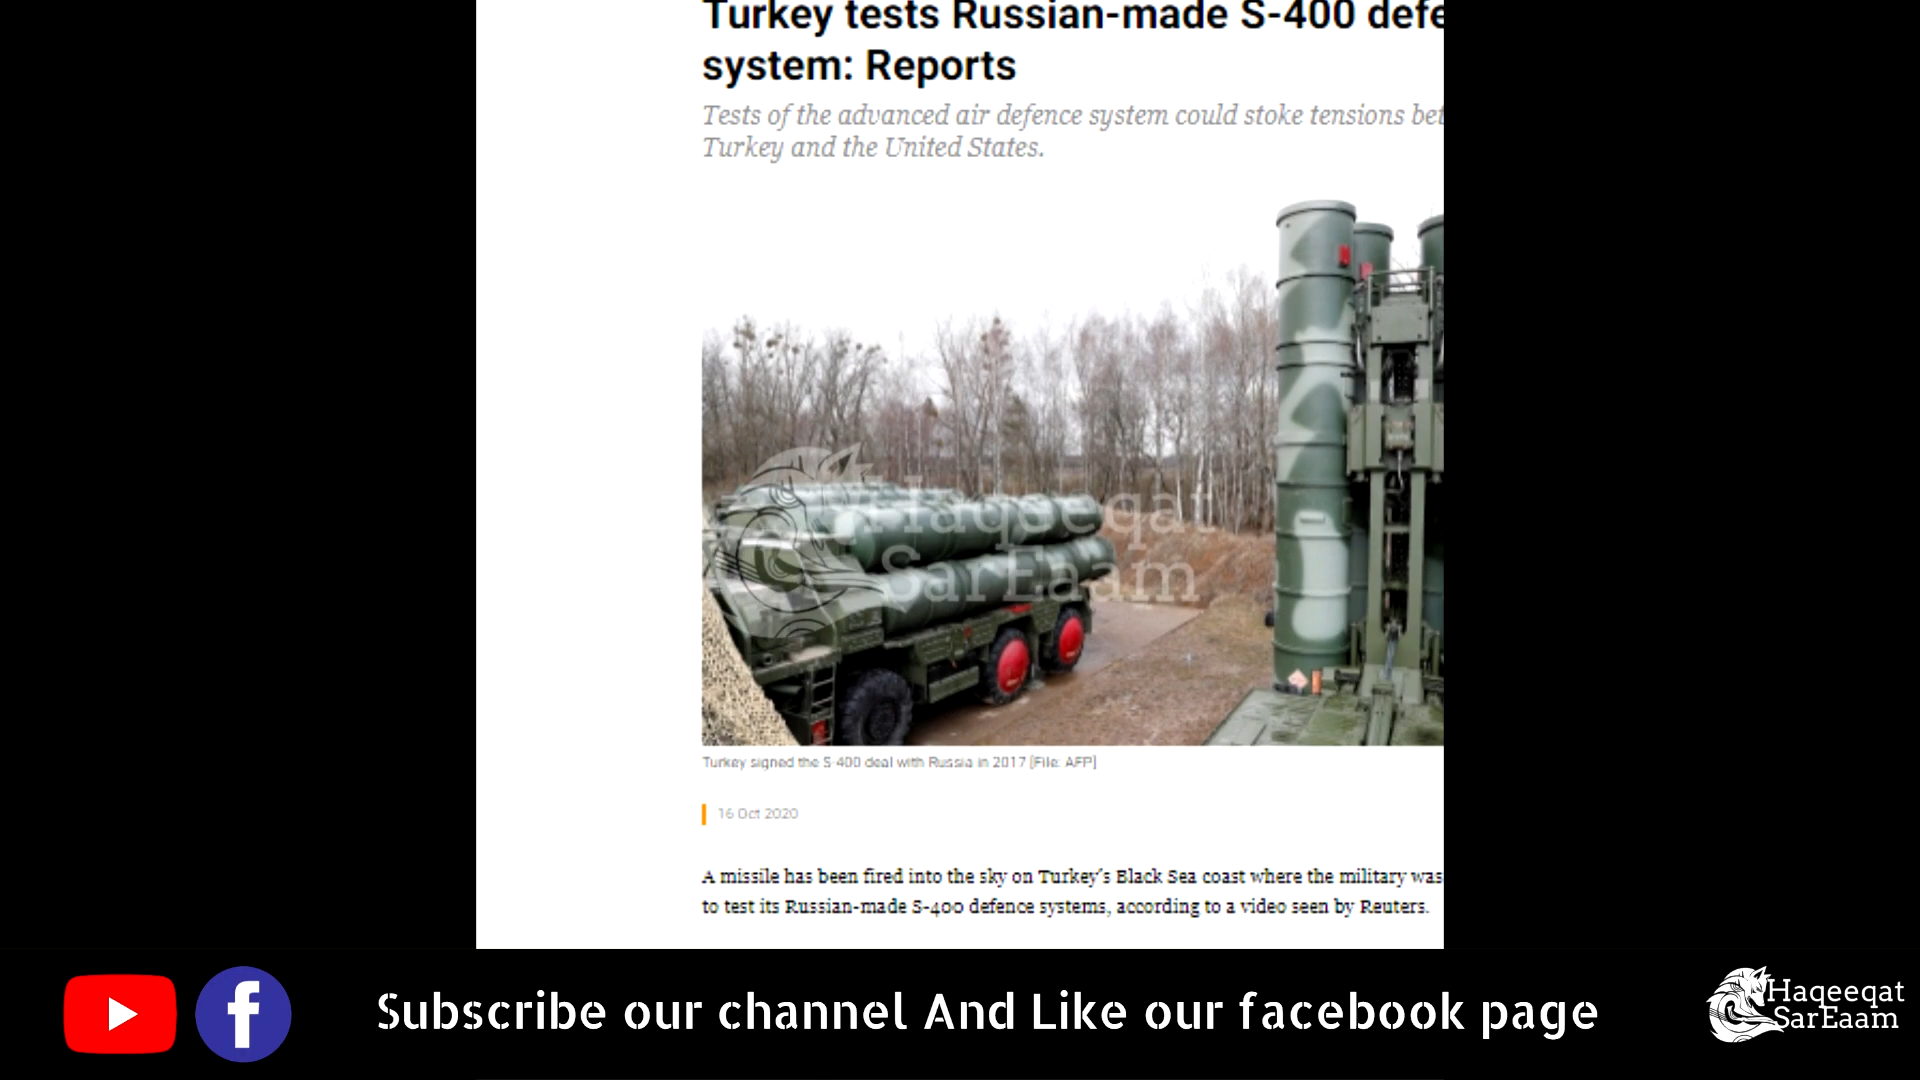 Turkey tests Russian-made S-400 defe
system: Reports
Tests of the advanced air defence system could stoke tensions bet
Turkey and the United States.
Haqeeqat
SarEaam
Turkey signed the S-400 deal with Russia in 2017 [File: AFP]
16 Oct 2020
A missile has been fired into the sky on Turkey's Black Sea coast where the military was
to test its Russian-made S-400 defence systems, according to a video seen by Reuters.
Subscribe our channel And Like our facebook page
Haqeeqat
SarEaam